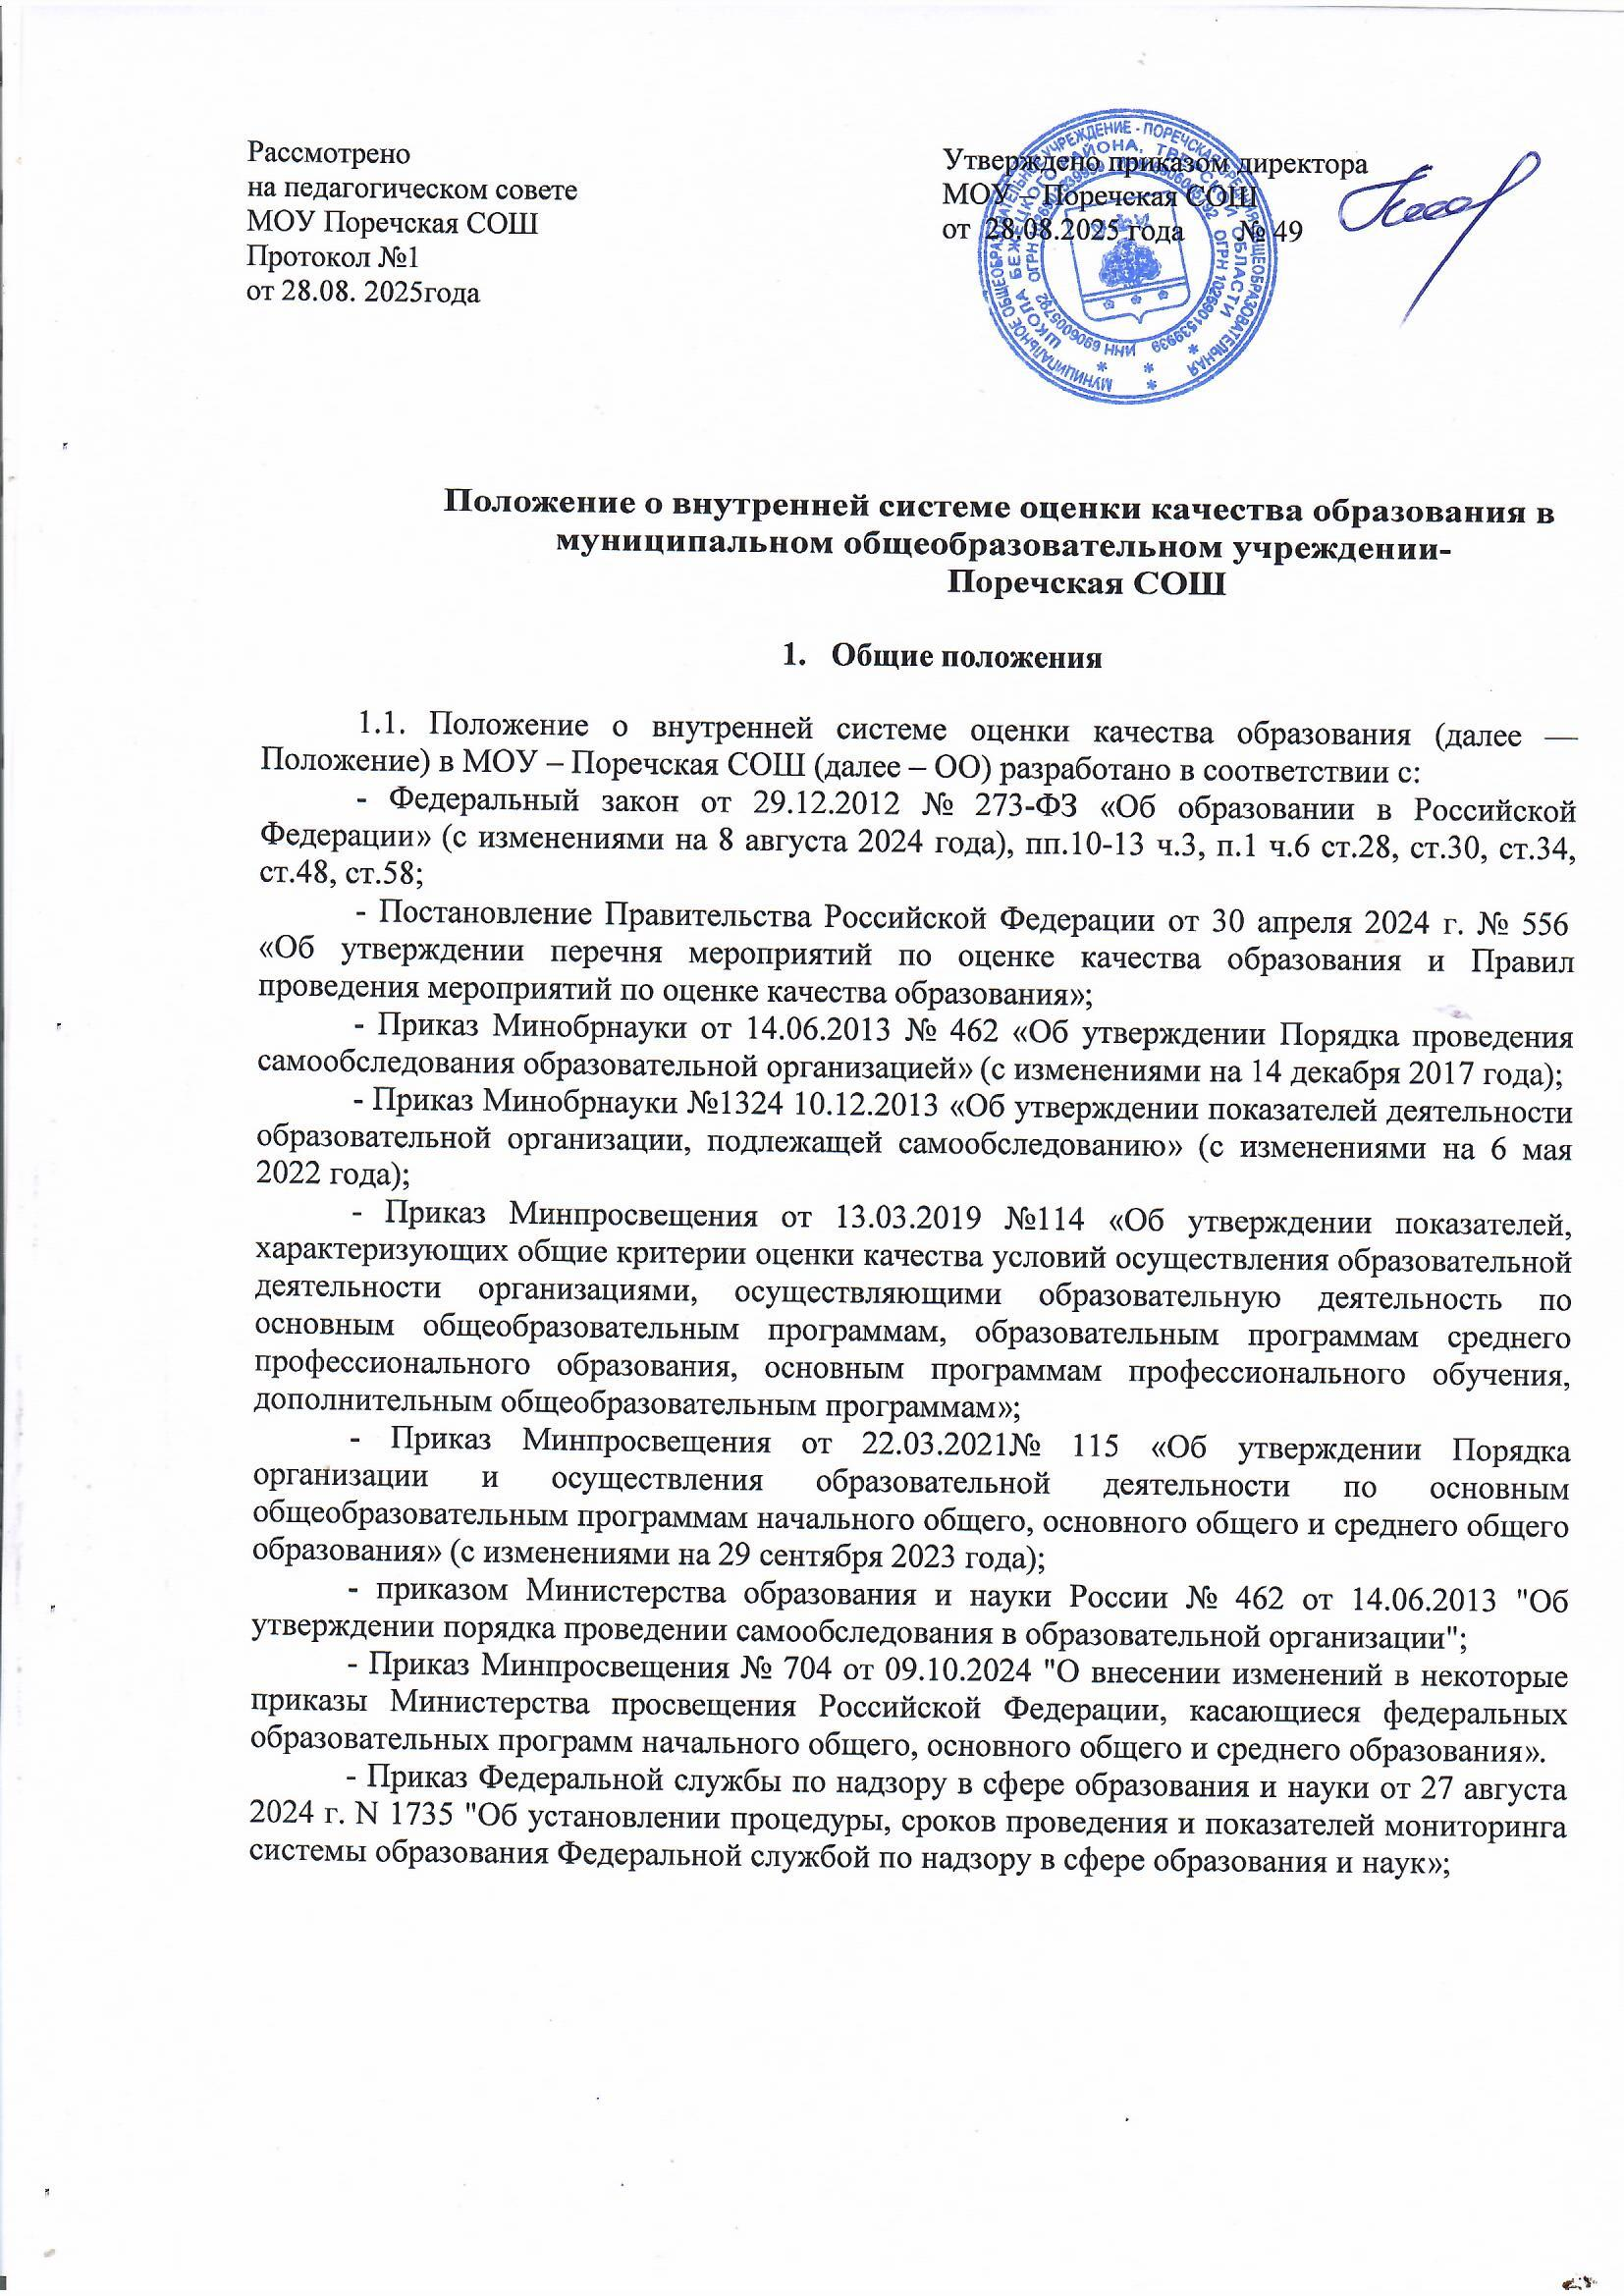 Рассмотрено
на педагогическом совете
МОУ Поречская СОШ
Протокол №1
от 28.08. 2025года
Утверждено приказом директора
МОУ – Поречская СОШ
от 28.08.2025 года № 49
МУНИЦИПАЛЬНОЕ ОБЩЕОБРАЗОВАТЕЛЬНОЕ УЧРЕЖДЕНИЕ - ПОРЕЧСКАЯ СРЕДНЯЯ ОБЩЕОБРАЗОВАТЕЛЬНАЯ
ШКОЛА БЕЖЕЦКОГО РАЙОНА, ТВЕРСКОЙ ОБЛАСТИ
ИНН 6906005792 ОГРН 1026901539939
Положение о внутренней системе оценки качества образования в
муниципальном общеобразовательном учреждении-
Поречская СОШ
1. Общие положения
1.1. Положение о внутренней системе оценки качества образования (далее —
Положение) в МОУ – Поречская СОШ (далее – ОО) разработано в соответствии с:
- Федеральный закон от 29.12.2012 № 273-ФЗ «Об образовании в Российской
Федерации» (с изменениями на 8 августа 2024 года), пп.10-13 ч.3, п.1 ч.6 ст.28, ст.30, ст.34,
ст.48, ст.58;
- Постановление Правительства Российской Федерации от 30 апреля 2024 г. № 556
«Об утверждении перечня мероприятий по оценке качества образования и Правил
проведения мероприятий по оценке качества образования»;
- Приказ Минобрнауки от 14.06.2013 № 462 «Об утверждении Порядка проведения
самообследования образовательной организацией» (с изменениями на 14 декабря 2017 года);
- Приказ Минобрнауки №1324 10.12.2013 «Об утверждении показателей деятельности
образовательной организации, подлежащей самообследованию» (с изменениями на 6 мая
2022 года);
- Приказ Минпросвещения от 13.03.2019 №114 «Об утверждении показателей,
характеризующих общие критерии оценки качества условий осуществления образовательной
деятельности организациями, осуществляющими образовательную деятельность по
основным общеобразовательным программам, образовательным программам среднего
профессионального образования, основным программам профессионального обучения,
дополнительным общеобразовательным программам»;
- Приказ Минпросвещения от 22.03.2021№ 115 «Об утверждении Порядка
организации и осуществления образовательной деятельности по основным
общеобразовательным программам начального общего, основного общего и среднего общего
образования» (с изменениями на 29 сентября 2023 года);
- приказом Министерства образования и науки России № 462 от 14.06.2013 "Об
утверждении порядка проведении самообследования в образовательной организации";
- Приказ Минпросвещения № 704 от 09.10.2024 "О внесении изменений в некоторые
приказы Министерства просвещения Российской Федерации, касающиеся федеральных
образовательных программ начального общего, основного общего и среднего образования».
- Приказ Федеральной службы по надзору в сфере образования и науки от 27 августа
2024 г. N 1735 "Об установлении процедуры, сроков проведения и показателей мониторинга
системы образования Федеральной службой по надзору в сфере образования и наук»;